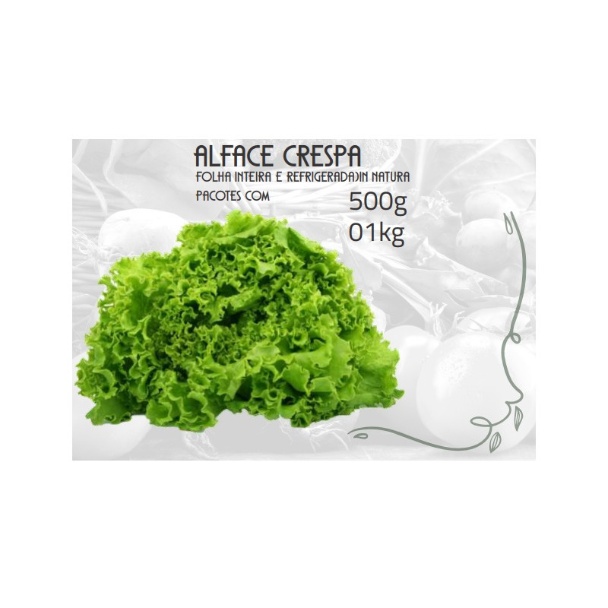 ALFACE CRESPA
FOLHA INTEIRA E REFRIGERADA)IN NATURA
PACOTES COM 500g
01kg